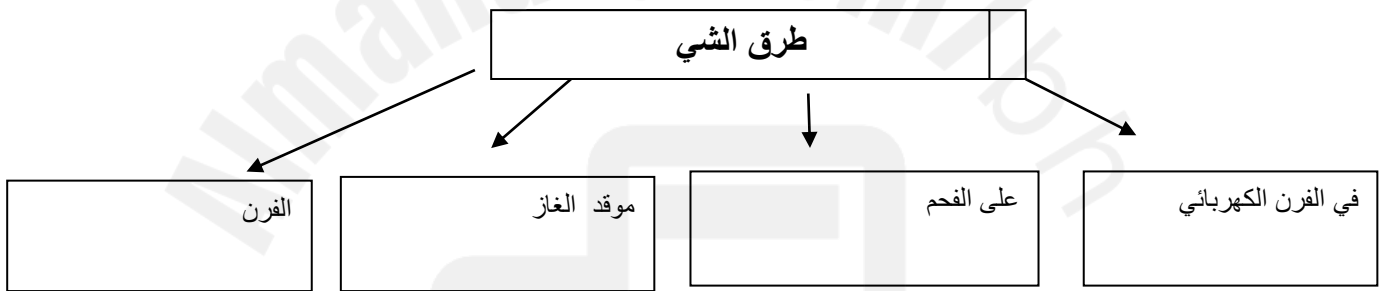 طرق الشي
في الفرن الكهربائي
على الفحم
موقد الغاز
الفرن